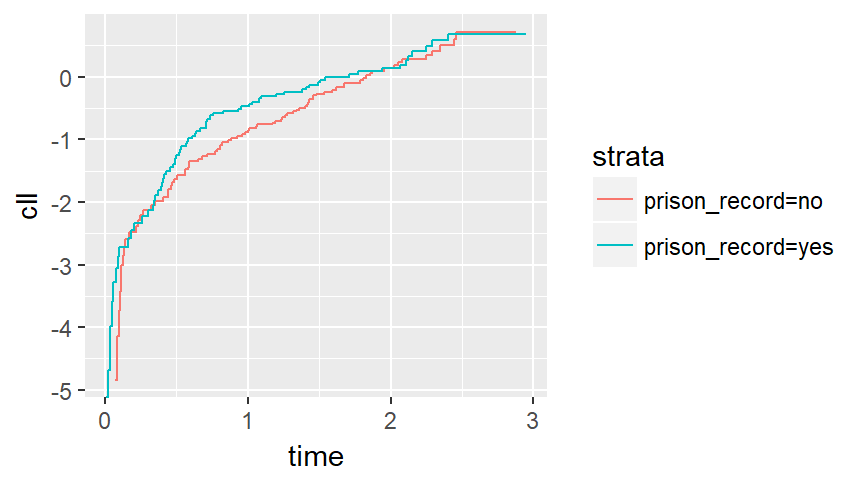 cll
0
-1
-2
-3
-4
-5
0
1
2
3
time
strata
prison_record=no
prison_record=yes